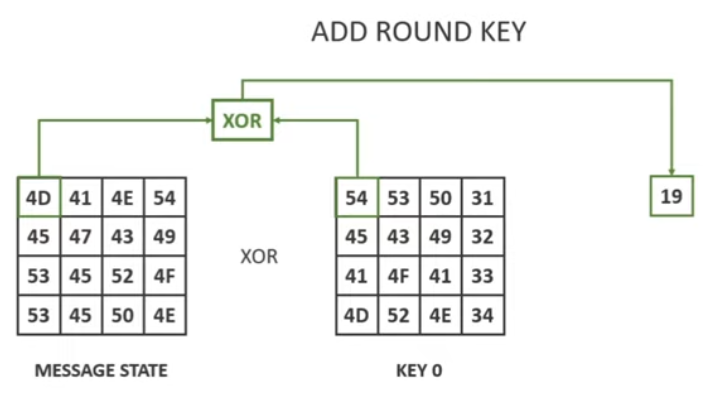 ADD ROUND KEY
XOR
4D 41 4E 54
45 47 43 49
53 45 52 4F
53 45 50 4E
MESSAGE STATE
XOR
54 53 50 31
45 43 49 32
41 4F 41 33
4D 52 4E 34
KEY 0
19